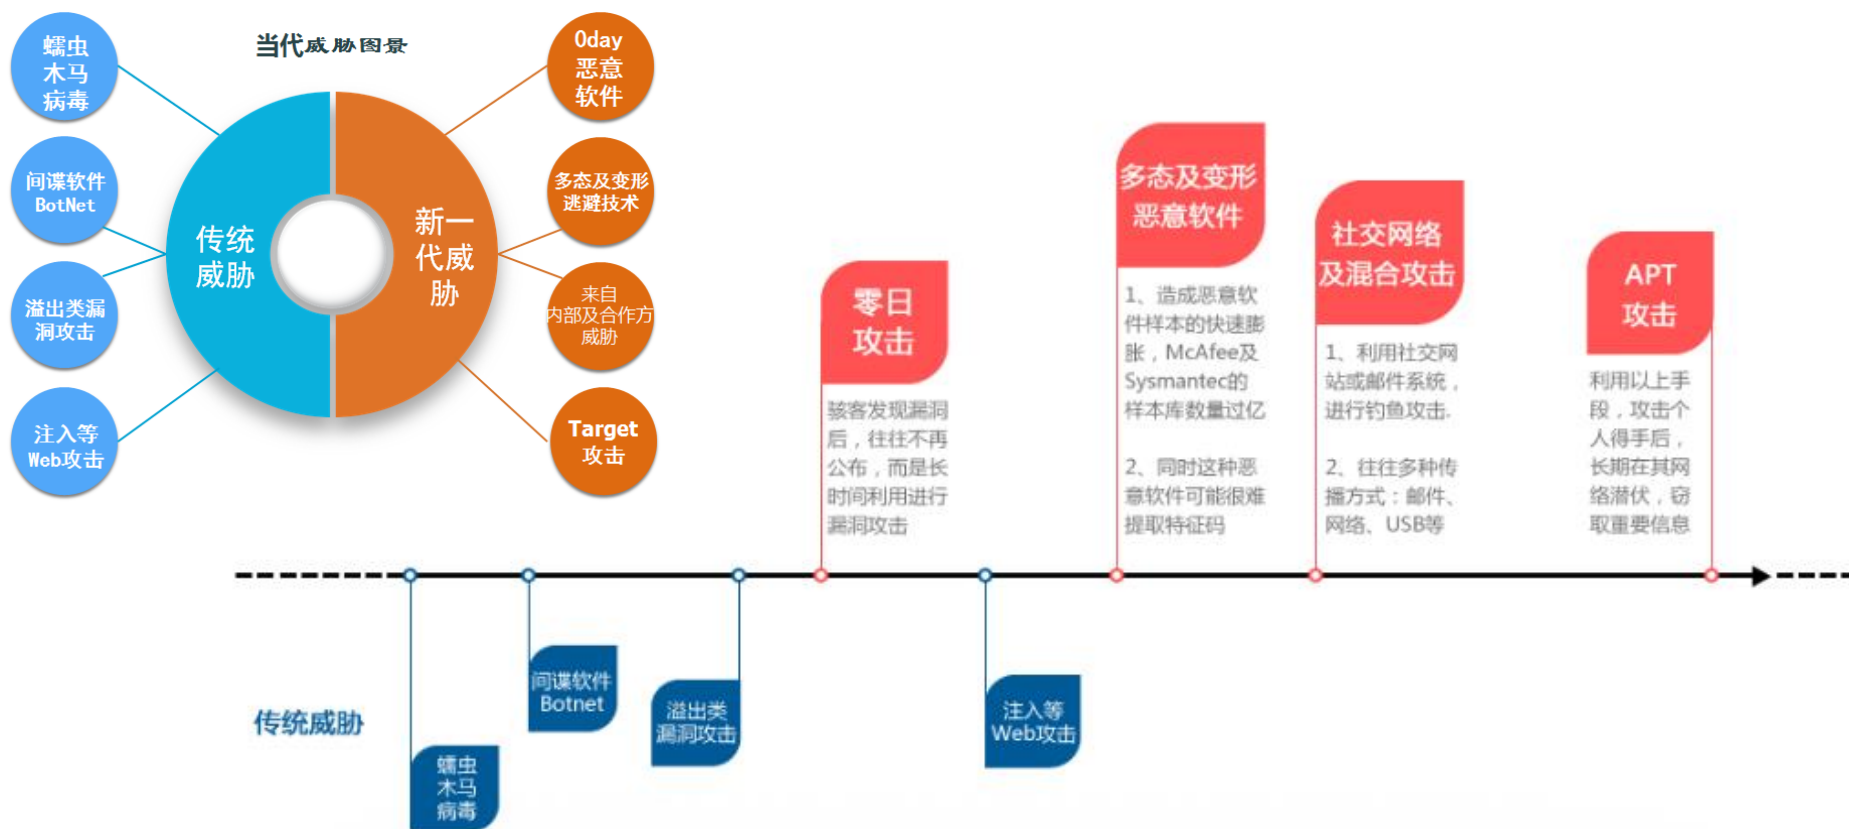 当代威胁图景
蠕虫
木马
病毒
间谍软件
BotNet
溢出类漏
洞攻击
注入等
Web攻击
传统
威胁
新一
代威
胁
0day
恶意
软件
多态及变形
逃避技术
来自
内部及合作方
威胁
Target
攻击
零日
攻击
骇客发现漏洞
后，往往不再
公布，而是长
时间利用进行
漏洞攻击
多态及变形
恶意软件
1、造成恶意软
件样本的快速膨
胀，McAfee及
Sysmantec的
样本库数量过亿
2、同时这种恶
意软件可能很难
提取特征码
社交网络
及混合攻击
1、利用社交网
站或邮件系统，
进行钓鱼攻击.
2、往往多种传
播方式：邮件、
网络、USB等
APT
攻击
利用以上手
段，攻击个
人得手后，
长期在其网
络潜伏，窃
取重要信息
传统威胁
蠕虫
木马
病毒
间谍软件
Botnet
溢出类
漏洞攻击
注入等
Web攻击